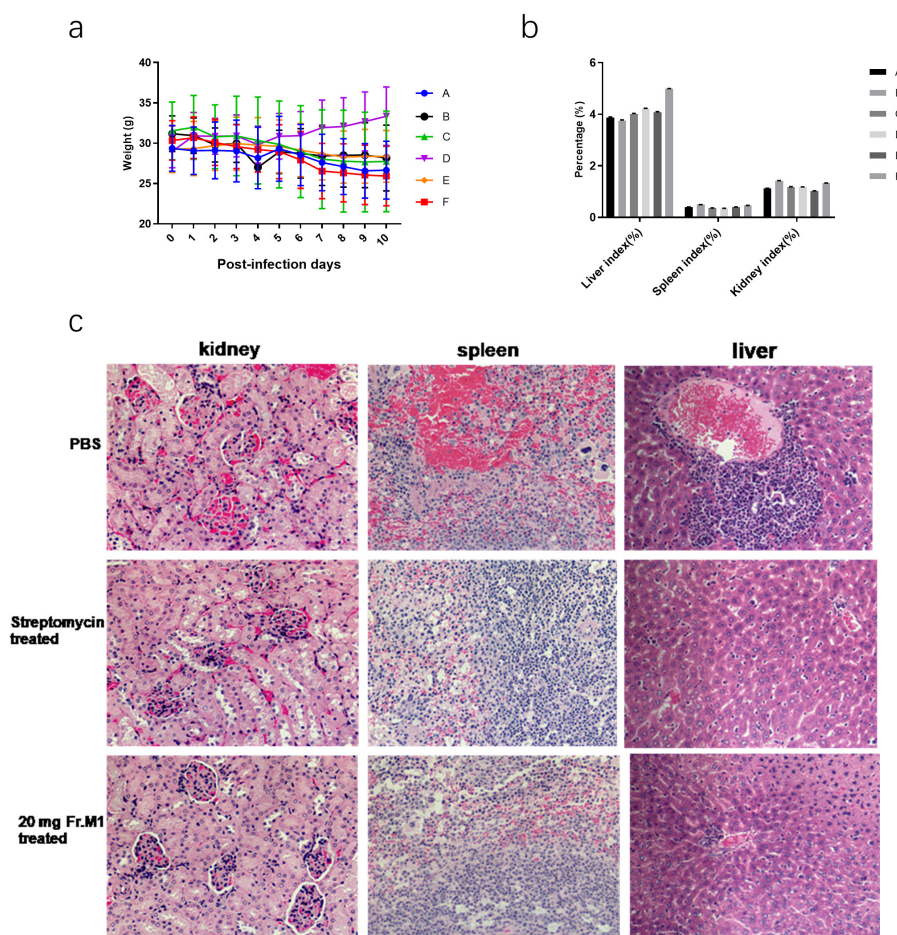 a
b
40
35
30
25
20
Weight (g)
0 1 2 3 4 5 6 7 8 9 10
Post-infection days
A
B
C
D
E
F
6
4
2
0
Percentage (%)
Liver index(%)
Spleen index(%)
Kidney index(%)
c
kidney spleen liver
PBS
Streptomycin
treated
20 mg Fr.M1
treated